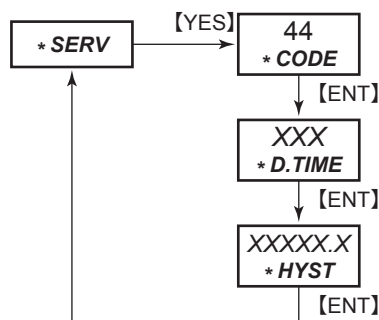 【YES】
* SERV
44
* CODE
【ENT】
XXX
* D.TIME
【ENT】
XXXXX.X
* HYST
【ENT】